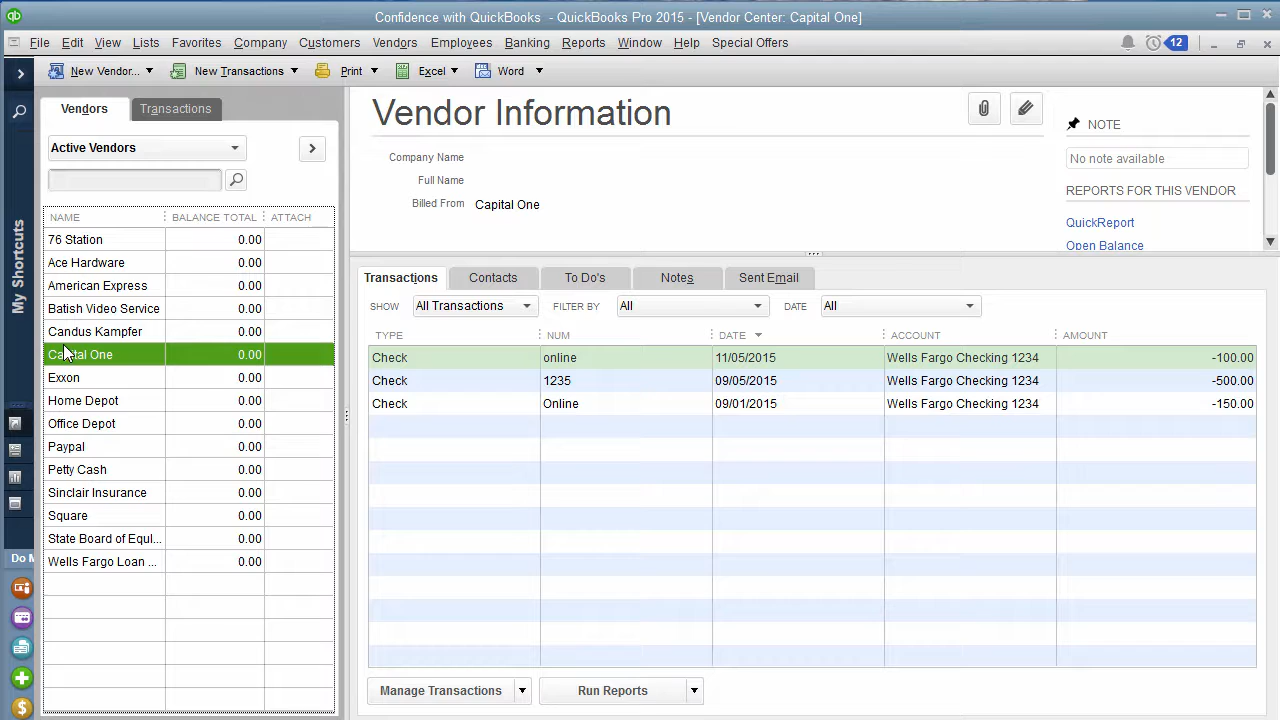 Confidence with QuickBooks - QuickBooks Pro 2015 - [Vendor Center: Capital One]
File Edit View Lists Favorites Company Customers Vendors Employees Banking Reports Window Help Special Offers 12
New Vendor... New Transactions Print Excel Word
Vendors Transactions
Active Vendors
My Shortcuts
Do M
NAME BALANCE TOTAL ATTACH
76 Station 0.00
Ace Hardware 0.00
American Express 0.00
Batish Video Service 0.00
Candus Kampfer 0.00
Capital One 0.00
Exxon 0.00
Home Depot 0.00
Office Depot 0.00
Paypal 0.00
Petty Cash 0.00
Sinclair Insurance 0.00
Square 0.00
State Board of Equl... 0.00
Wells Fargo Loan ... 0.00
Vendor Information
Company Name
Full Name
Billed From Capital One
NOTE
No note available
REPORTS FOR THIS VENDOR
QuickReport
Open Balance
Transactions Contacts To Do's Notes Sent Email
SHOW All Transactions FILTER BY All DATE All
TYPE NUM DATE ACCOUNT AMOUNT
Check online 11/05/2015 Wells Fargo Checking 1234 -100.00
Check 1235 09/05/2015 Wells Fargo Checking 1234 -500.00
Check Online 09/01/2015 Wells Fargo Checking 1234 -150.00
Manage Transactions Run Reports